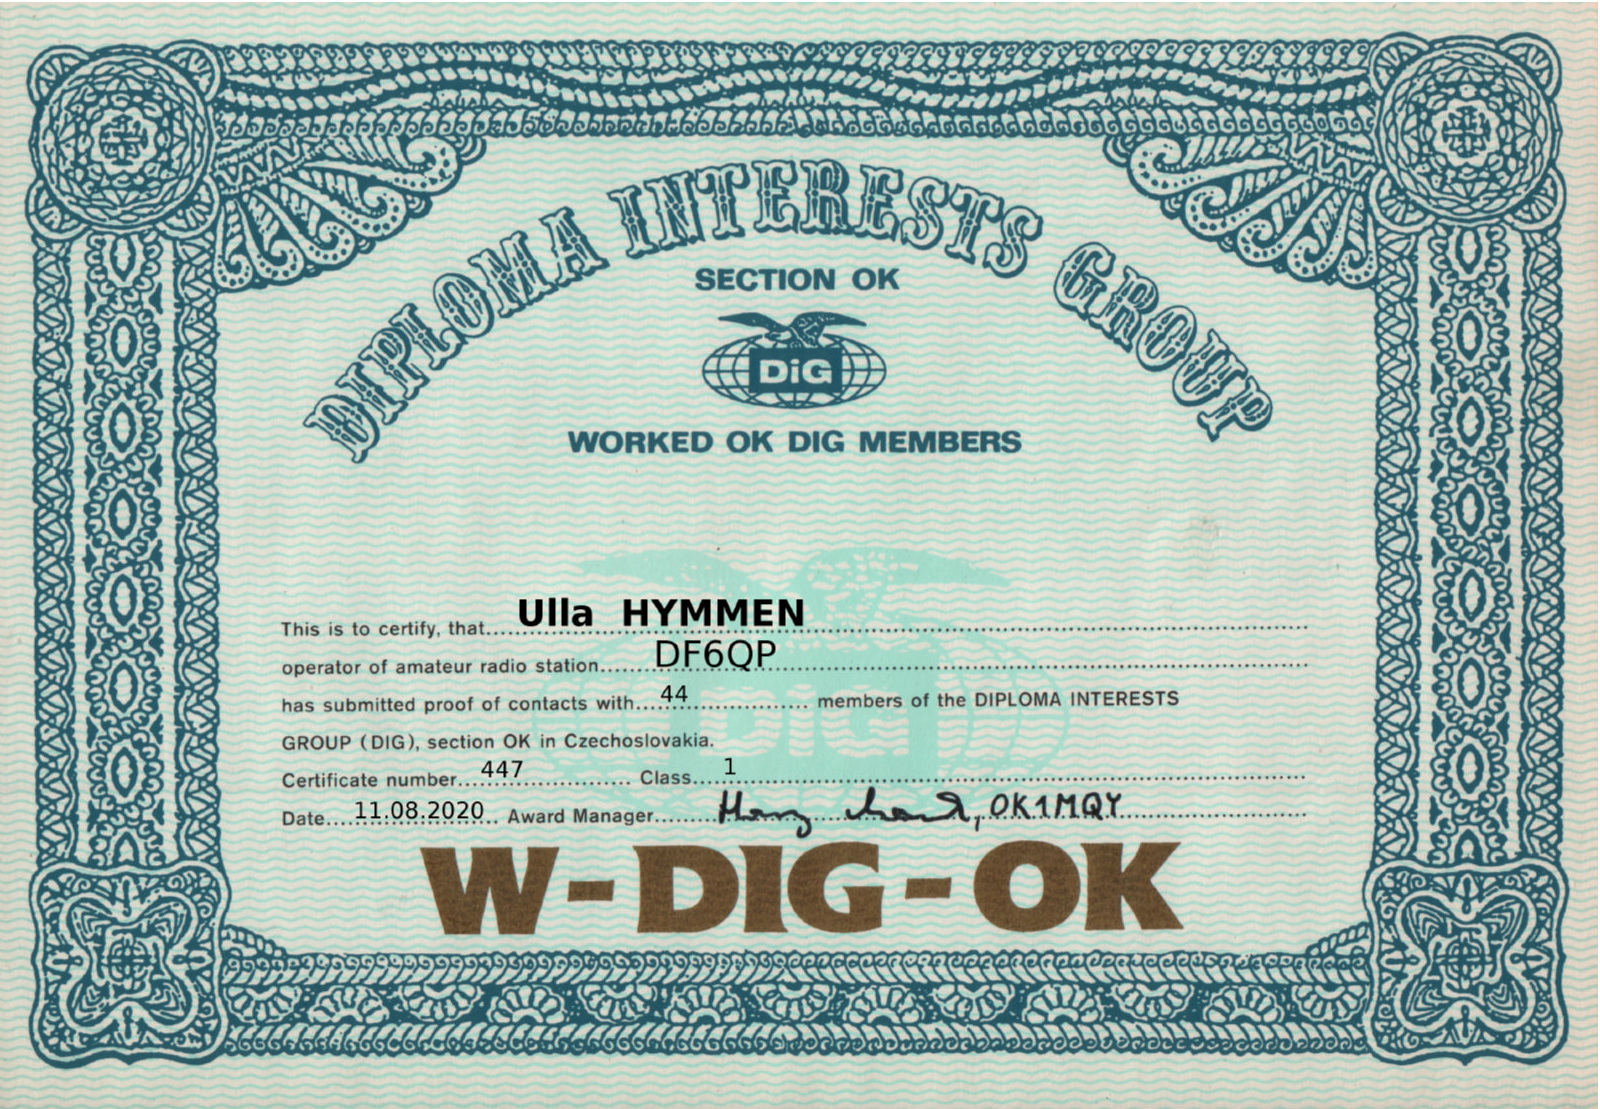 DIPLOMA INTERESTS GROUP
SECTION OK
DiG
WORKED OK DIG MEMBERS
This is to certify, that..... Ulla HYMMEN
operator of amateur radio station..... DF6QP
has submitted proof of contacts with..... 44 ..... members of the DIPLOMA INTERESTS
GROUP (DIG), section OK in Czechoslovakia.
DiG
Certificate number..... 447 ..... Class..... 1
Date..... 11.08.2020 .. Award Manager..... , OK1MQY
W-DIG-OK